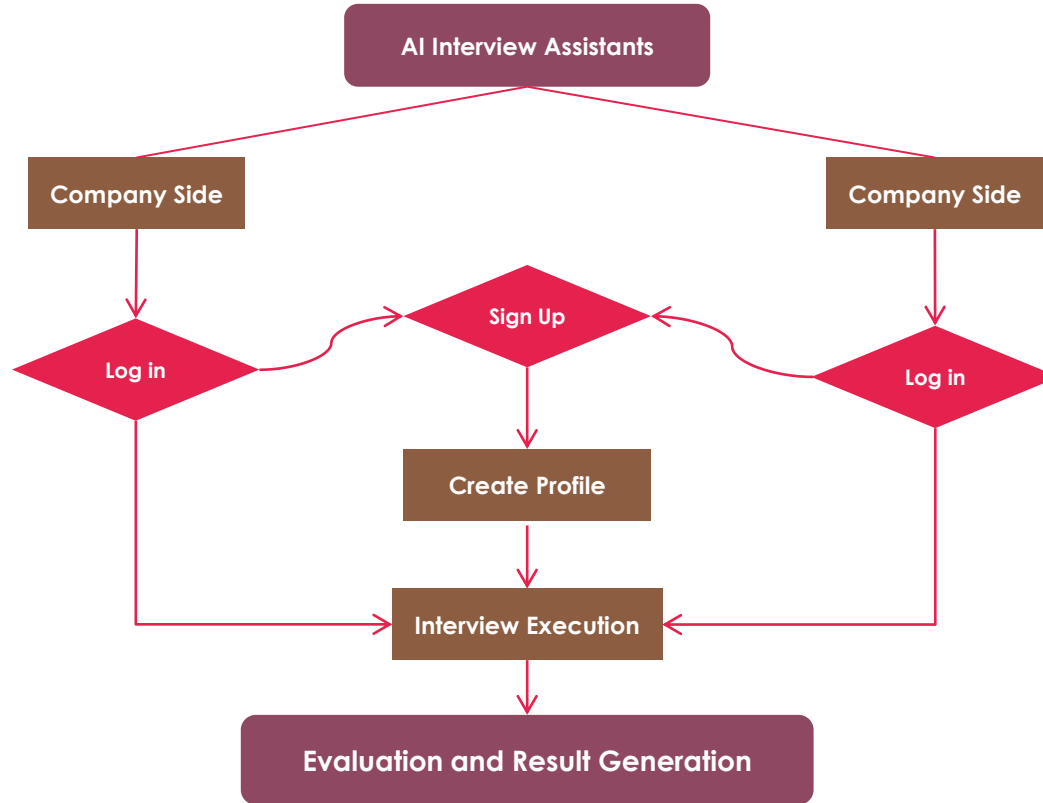 AI Interview Assistants
Company Side
Company Side
Sign Up
Log in
Log in
Create Profile
Interview Execution
Evaluation and Result Generation